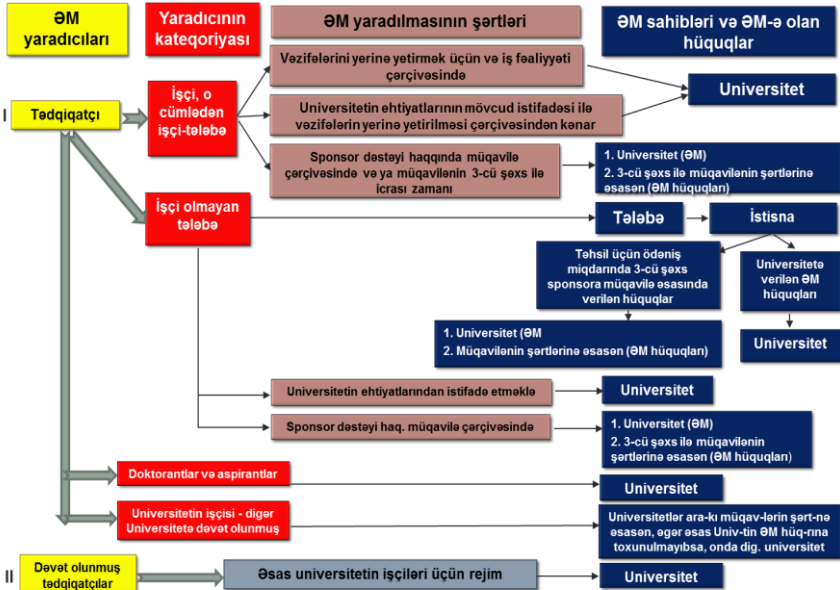 ƏM
yaradıcıları
Yaradıcının
kateqoriyası
ƏM yaradılmasının şərtləri
ƏM sahibləri və ƏM-ə olan
hüquqlar
I
Tədqiqatçı
İşçi, o
cümlədən
işçi-tələbə
Vəzifələrini yerinə yetirmək üçün və iş fəaliyyəti
çərçivəsində
Universitetin ehtiyatlarının mövcud istifadəsi ilə
vəzifələrin yerinə yetirilməsi çərçivəsindən kənar
Universitet
Sponsor dəstəyi haqqında müqavilə
çərçivəsində və ya müqavilənin 3-cü şəxs ilə
icrası zamanı
1. Universitet (ƏM)
2. 3-cü şəxs ilə müqavilənin şərtlərinə
əsasən (ƏM hüquqları)
İşçi olmayan
tələbə
Tələbə
İstisna
Təhsil üçün ödəniş
miqdarında 3-cü şəxs
sponsora müqavilə əsasında
verilən hüquqlar
Universitetə
verilən ƏM
hüquqları
1. Universitet (ƏM
2. Müqavilənin şərtlərinə əsasən (ƏM hüquqları)
Universitet
Universitetin ehtiyatlarından istifadə etməklə
Universitet
Sponsor dəstəyi haq. müqavilə çərçivəsində
1. Universitet (ƏM)
2. 3-cü şəxs ilə müqavilənin
şərtlərinə əsasən (ƏM hüquqları)
Doktorantlar və aspirantlar
Universitet
Universitetin işçisi - digər
Universitetə dəvət olunmuş
Universitetlər ara-kı müqav-lərin şərt-nə
əsasən, əgər əsas Univ-tin ƏM hüq-rına
toxunulmayıbsa, onda dig. universitet
II
Dəvət olunmuş
tədqiqatçılar
Əsas universitetin işçiləri üçün rejim
Universitet